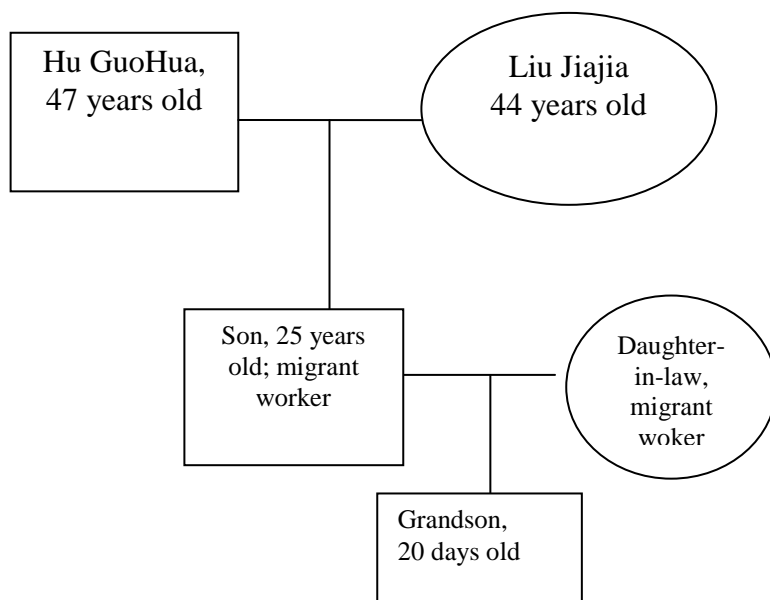 Hu GuoHua,
47 years old
Liu Jiajia
44 years old
Son, 25 years
old; migrant
worker
Daughter-
in-law,
migrant
woker
Grandson,
20 days old